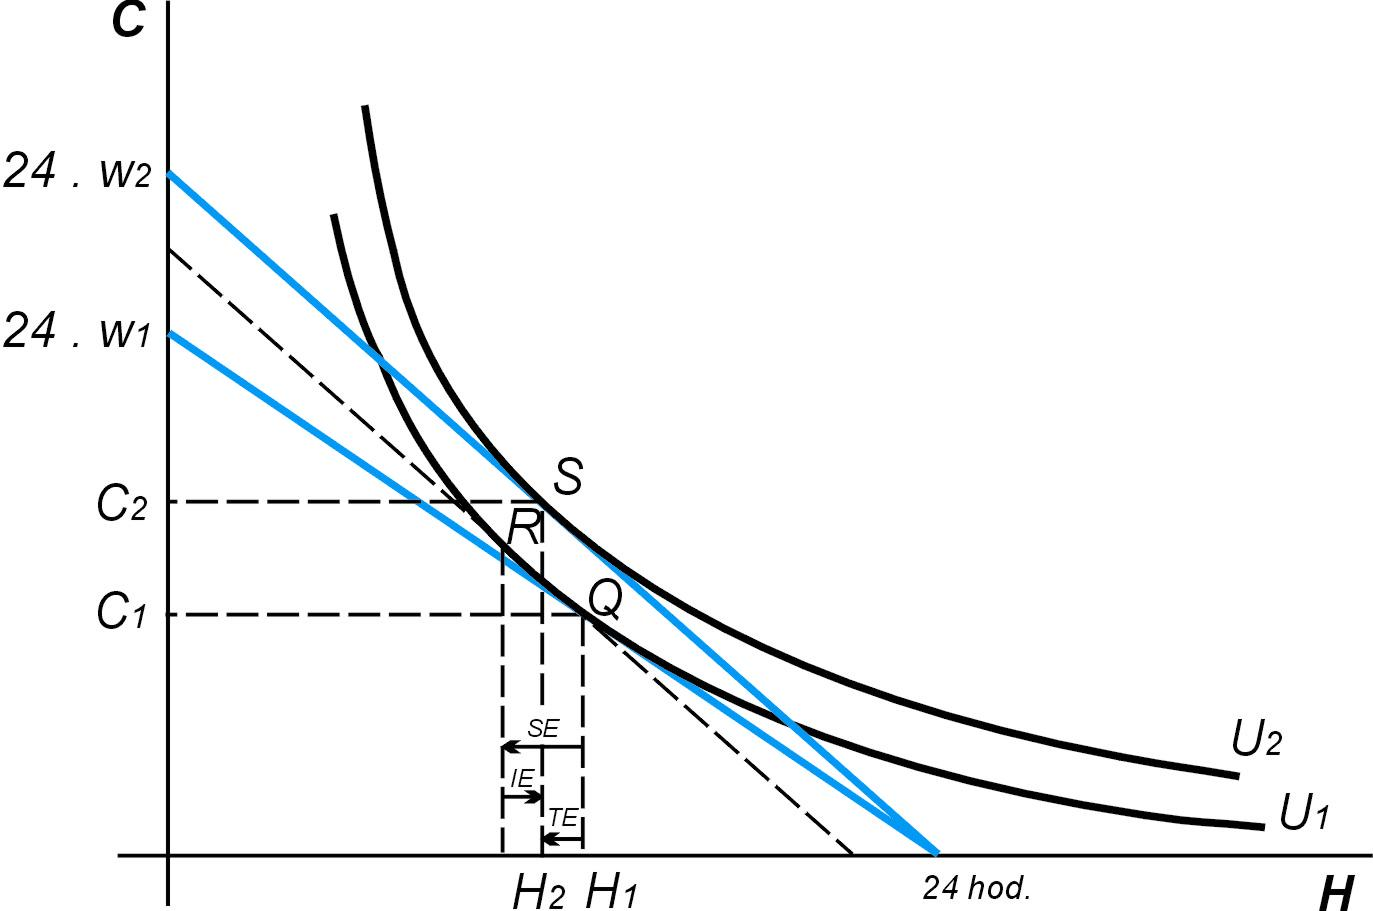 C
24 . w2
24 . w1
S
C2
R
Q
C1
SE
U2
IE
U1
TE
H2 H1
24 hod.
H